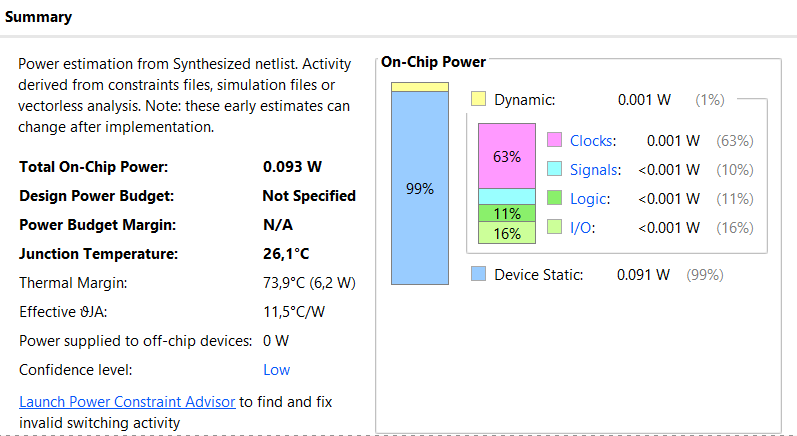 Summary
Power estimation from Synthesized netlist. Activity
derived from constraints files, simulation files or
vectorless analysis. Note: these early estimates can
change after implementation.
Total On-Chip Power: 0.093 W
Design Power Budget: Not Specified
Power Budget Margin: N/A
Junction Temperature: 26,1°C
Thermal Margin: 73,9°C (6,2 W)
Effective ϑJA: 11,5°C/W
Power supplied to off-chip devices: 0 W
Confidence level: Low
Launch Power Constraint Advisor to find and fix
invalid switching activity
On-Chip Power
99%
Dynamic: 0.001 W (1%)
63%
11%
16%
Clocks: 0.001 W (63%)
Signals: <0.001 W (10%)
Logic: <0.001 W (11%)
I/O: <0.001 W (16%)
Device Static: 0.091 W (99%)